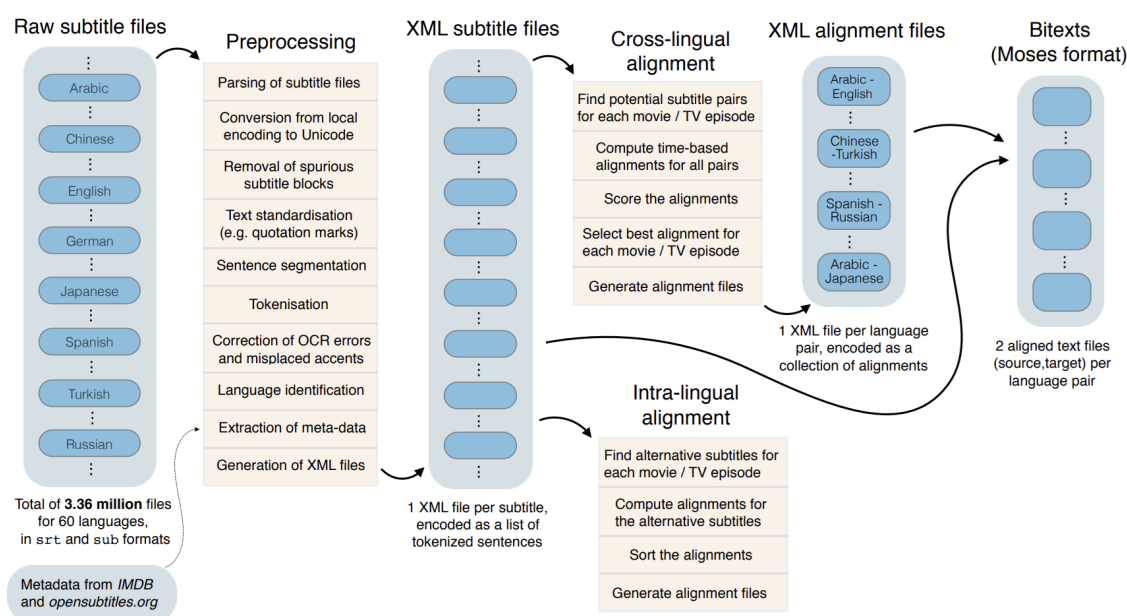 Raw subtitle files
⋮
Arabic
⋮
Chinese
⋮
English
⋮
German
⋮
Japanese
⋮
Spanish
⋮
Turkish
⋮
Russian
⋮
Total of 3.36 million files
for 60 languages,
in srt and sub formats
Metadata from IMDB
and opensubtitles.org
Preprocessing
Parsing of subtitle files
Conversion from local
encoding to Unicode
Removal of spurious
subtitle blocks
Text standardisation
(e.g. quotation marks)
Sentence segmentation
Tokenisation
Correction of OCR errors
and misplaced accents
Language identification
Extraction of meta-data
Generation of XML files
XML subtitle files
⋮
⋮
⋮
⋮
⋮
⋮
⋮
⋮
⋮
1 XML file per subtitle,
encoded as a list of
tokenized sentences
Cross-lingual
alignment
Find potential subtitle pairs
for each movie / TV episode
Compute time-based
alignments for all pairs
Score the alignments
Select best alignment for
each movie / TV episode
Generate alignment files
Intra-lingual
alignment
Find alternative subtitles for
each movie / TV episode
Compute alignments for
the alternative subtitles
Sort the alignments
Generate alignment files
XML alignment files
Arabic -
English
⋮
Chinese
-Turkish
⋮
Spanish -
Russian
⋮
Arabic -
Japanese
1 XML file per language
pair, encoded as a
collection of alignments
Bitexts
(Moses format)
⋮
⋮
⋮
2 aligned text files
(source,target) per
language pair